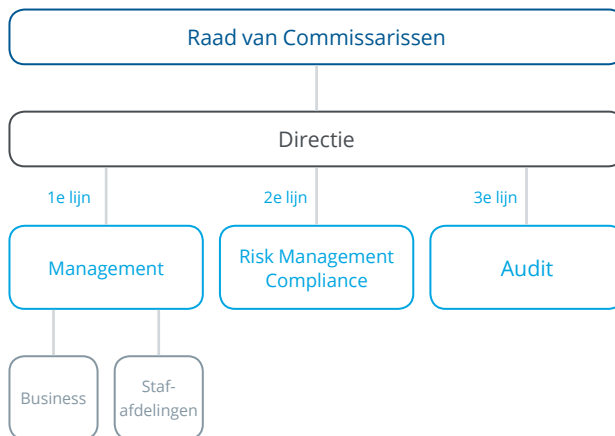 Raad van Commissarissen
Directie
1e lijn
2e lijn
3e lijn
Management
Risk Management
Compliance
Audit
Business
Staf-
afdelingen